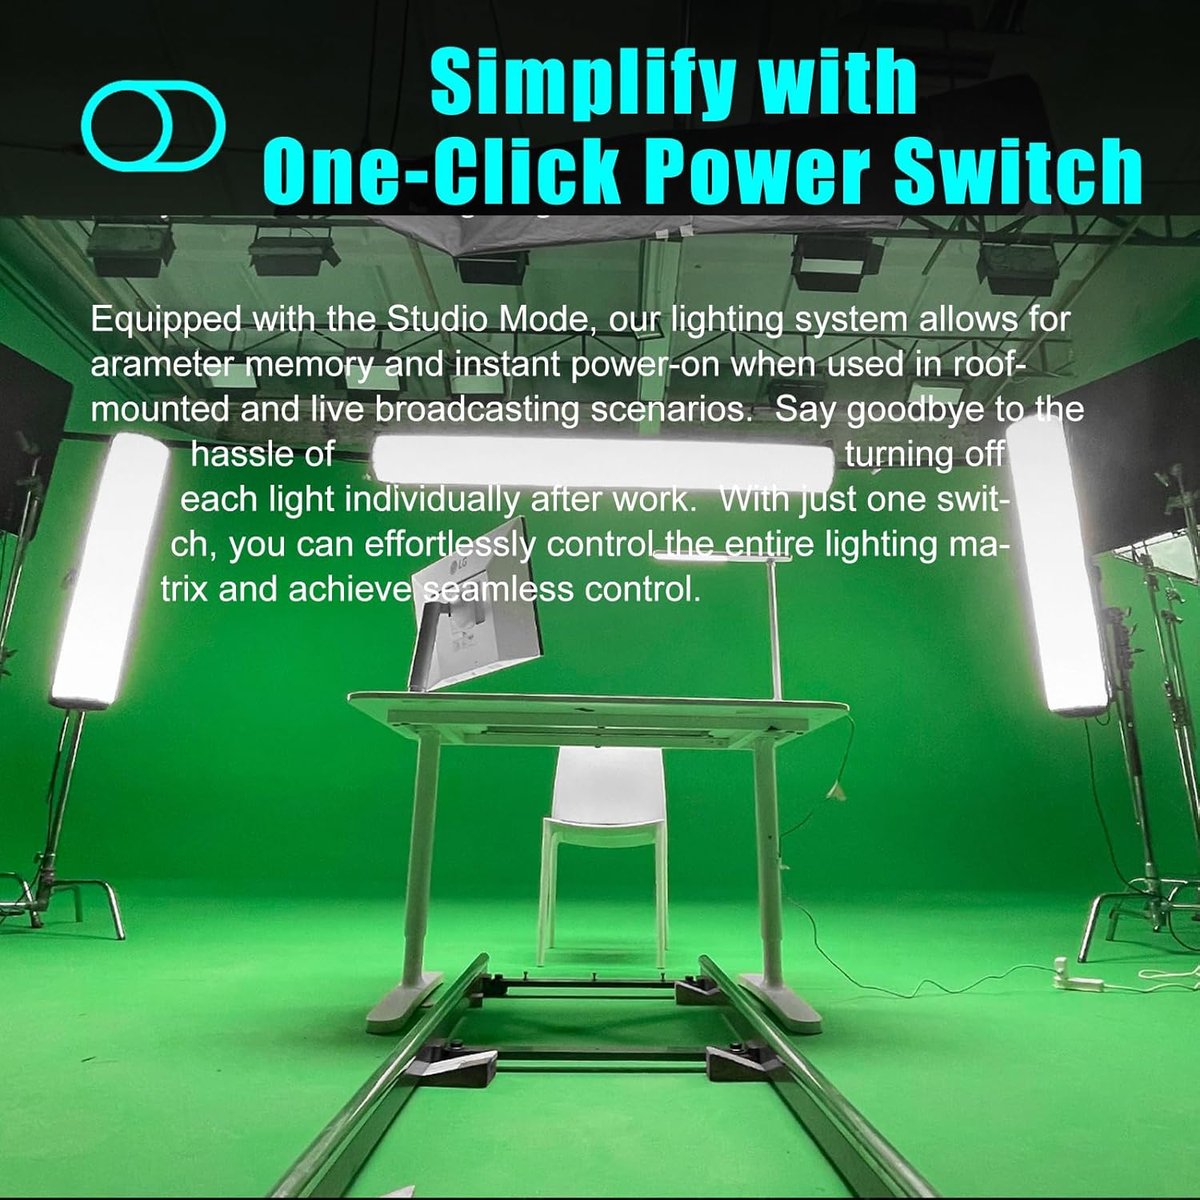 Simplify with
One-Click Power Switch
Equipped with the Studio Mode, our lighting system allows for
arameter memory and instant power-on when used in roof-
mounted and live broadcasting scenarios.  Say goodbye to the
hassle of turning off
each light individually after work.  With just one swit-
ch, you can effortlessly control the entire lighting ma-
trix and achieve seamless control.
LG